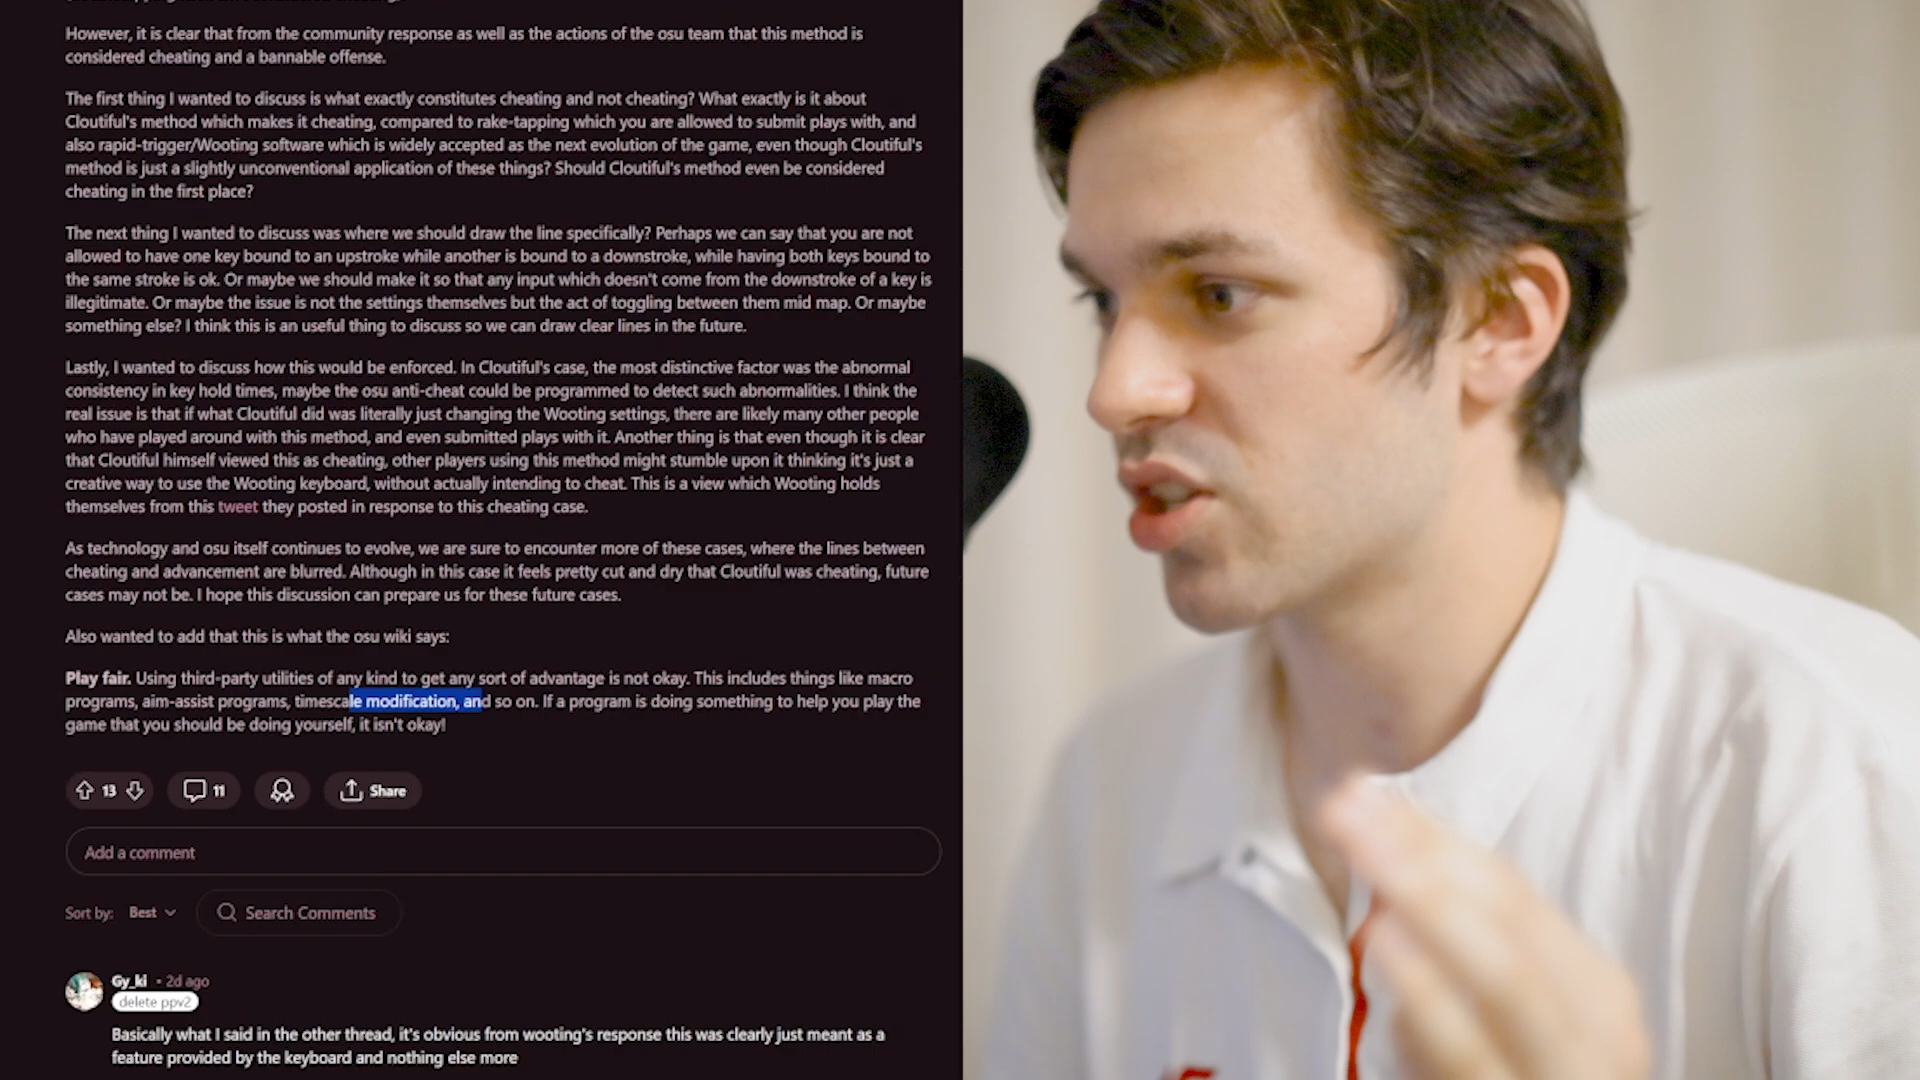 However, it is clear that from the community response as well as the actions of the osu team that this method is
considered cheating and a bannable offense.
The first thing I wanted to discuss is what exactly constitutes cheating and not cheating? What exactly is it about
Cloutiful's method which makes it cheating, compared to rake-tapping which you are allowed to submit plays with, and
also rapid-trigger/Wooting software which is widely accepted as the next evolution of the game, even though Cloutiful's
method is just a slightly unconventional application of these things? Should Cloutiful's method even be considered
cheating in the first place?
The next thing I wanted to discuss was where we should draw the line specifically? Perhaps we can say that you are not
allowed to have one key bound to an upstroke while another is bound to a downstroke, while having both keys bound to
the same stroke is ok. Or maybe we should make it so that any input which doesn't come from the downstroke of a key is
illegitimate. Or maybe the issue is not the settings themselves but the act of toggling between them mid map. Or maybe
something else? I think this is an useful thing to discuss so we can draw clear lines in the future.
Lastly, I wanted to discuss how this would be enforced. In Cloutiful's case, the most distinctive factor was the abnormal
consistency in key hold times, maybe the osu anti-cheat could be programmed to detect such abnormalities. I think the
real issue is that if what Cloutiful did was literally just changing the Wooting settings, there are likely many other people
who have played around with this method, and even submitted plays with it. Another thing is that even though it is clear
that Cloutiful himself viewed this as cheating, other players using this method might stumble upon it thinking it's just a
creative way to use the Wooting keyboard, without actually intending to cheat. This is a view which Wooting holds
themselves from this tweet they posted in response to this cheating case.
As technology and osu itself continues to evolve, we are sure to encounter more of these cases, where the lines between
cheating and advancement are blurred. Although in this case it feels pretty cut and dry that Cloutiful was cheating, future
cases may not be. I hope this discussion can prepare us for these future cases.
Also wanted to add that this is what the osu wiki says:
Play fair. Using third-party utilities of any kind to get any sort of advantage is not okay. This includes things like macro
programs, aim-assist programs, timescale modification, and so on. If a program is doing something to help you play the
game that you should be doing yourself, it isn't okay!
13 11 Share
Add a comment
Sort by: Best Search Comments
Gy_ki • 2d ago
delete ppv2
Basically what I said in the other thread, it's obvious from wooting's response this was clearly just meant as a
feature provided by the keyboard and nothing else more